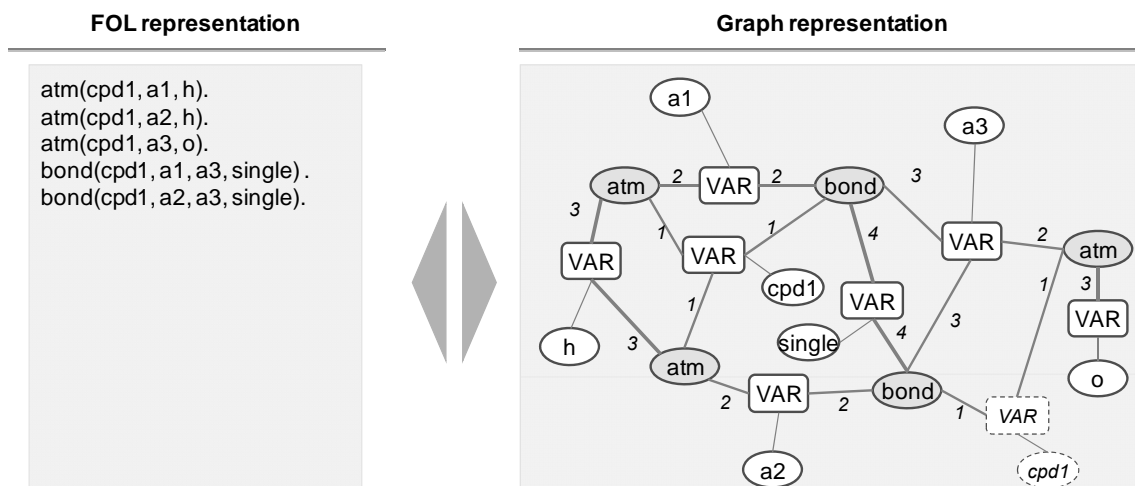 FOL representation
Graph representation
atm(cpd1, a1, h).
atm(cpd1, a2, h).
atm(cpd1, a3, o).
bond(cpd1, a1, a3, single) .
bond(cpd1, a2, a3, single).
a1
a3
atm
2
VAR
2
bond
3
3
1
1
4
VAR
2
atm
VAR
VAR
cpd1
1
3
1
VAR
3
VAR
h
3
single
4
atm
o
VAR
2
2
bond
1
VAR
a2
cpd1